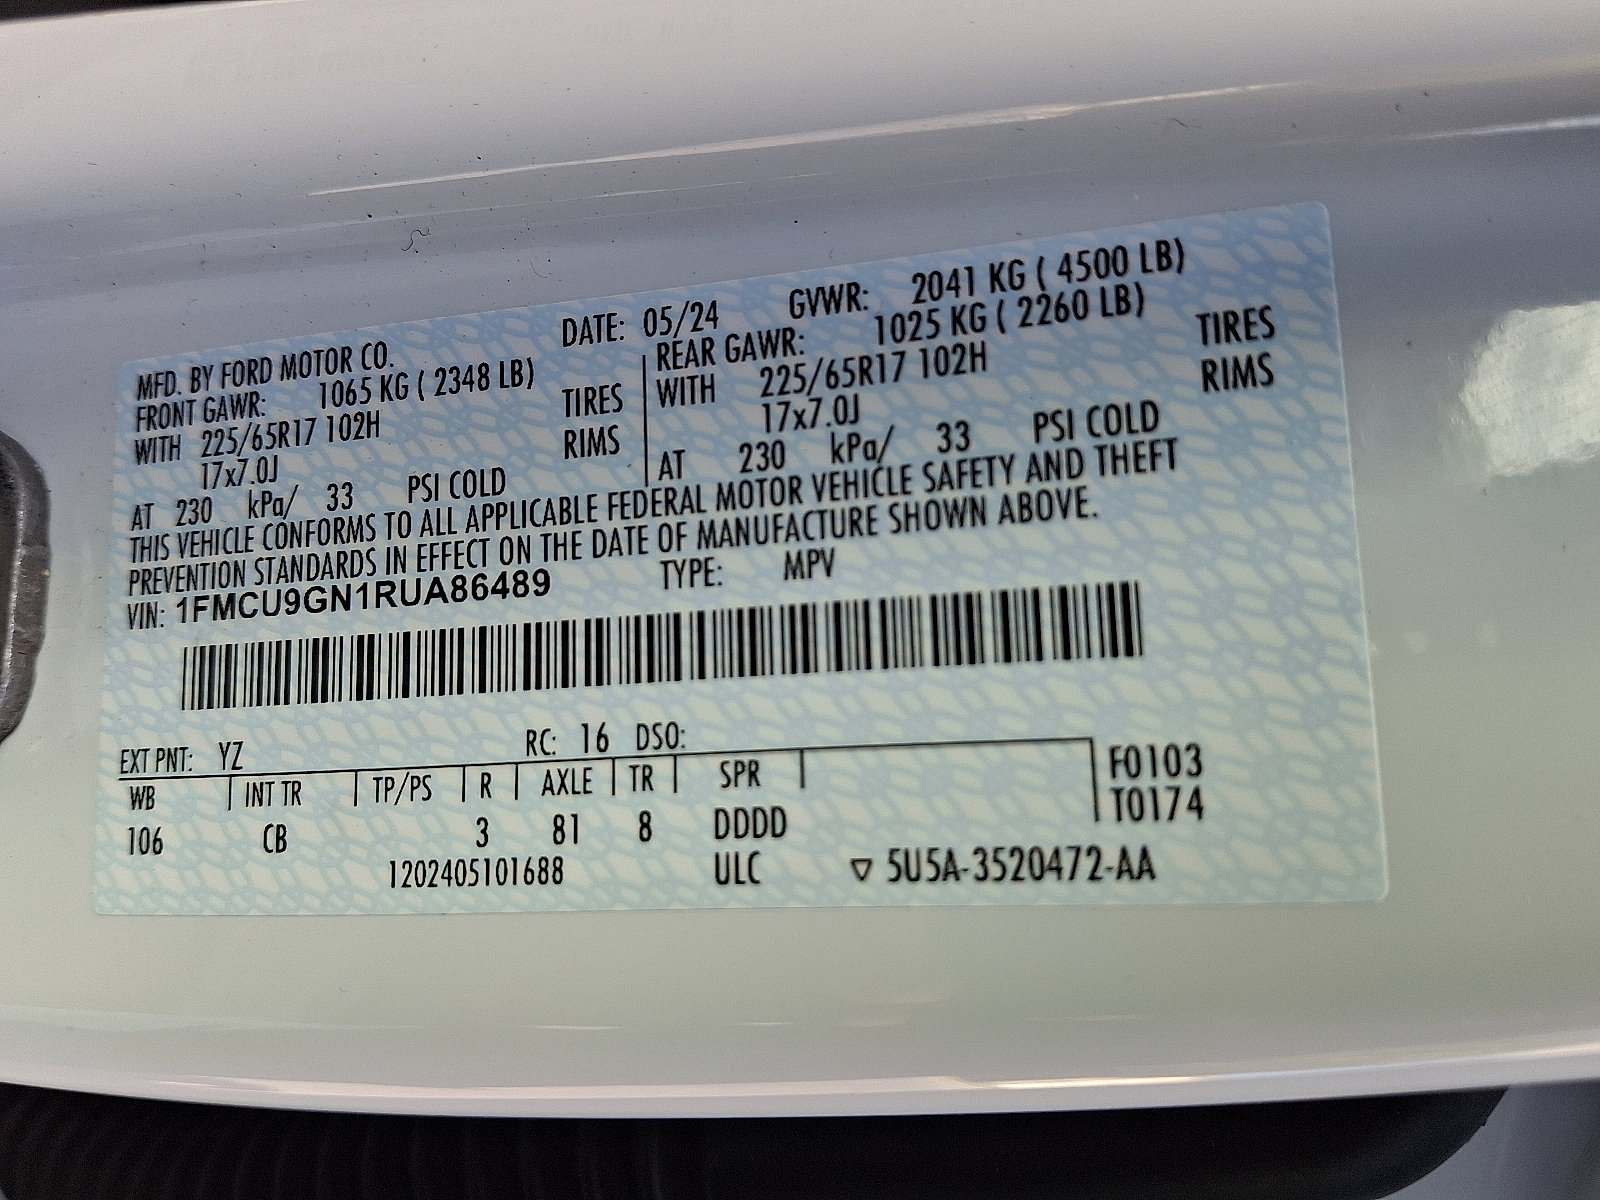 MFD. BY FORD MOTOR CO. DATE: 05/24 GVWR: 2041 KG ( 4500 LB)
FRONT GAWR: 1065 KG ( 2348 LB) REAR GAWR: 1025 KG ( 2260 LB)
WITH 225/65R17 102H TIRES WITH 225/65R17 102H TIRES
17x7.0J RIMS 17x7.0J RIMS
AT 230 kPa/ 33 PSI COLD AT 230 kPa/ 33 PSI COLD
THIS VEHICLE CONFORMS TO ALL APPLICABLE FEDERAL MOTOR VEHICLE SAFETY AND THEFT
PREVENTION STANDARDS IN EFFECT ON THE DATE OF MANUFACTURE SHOWN ABOVE.
VIN: 1FMCU9GN1RUA86489 TYPE: MPV
EXT PNT: YZ RC: 16 DSO:
WB INT TR TP/PS R AXLE TR SPR F0103
T0174
106 CB 3 81 8 DDDD
1202405101688 ULC ▽ 5U5A-3520472-AA